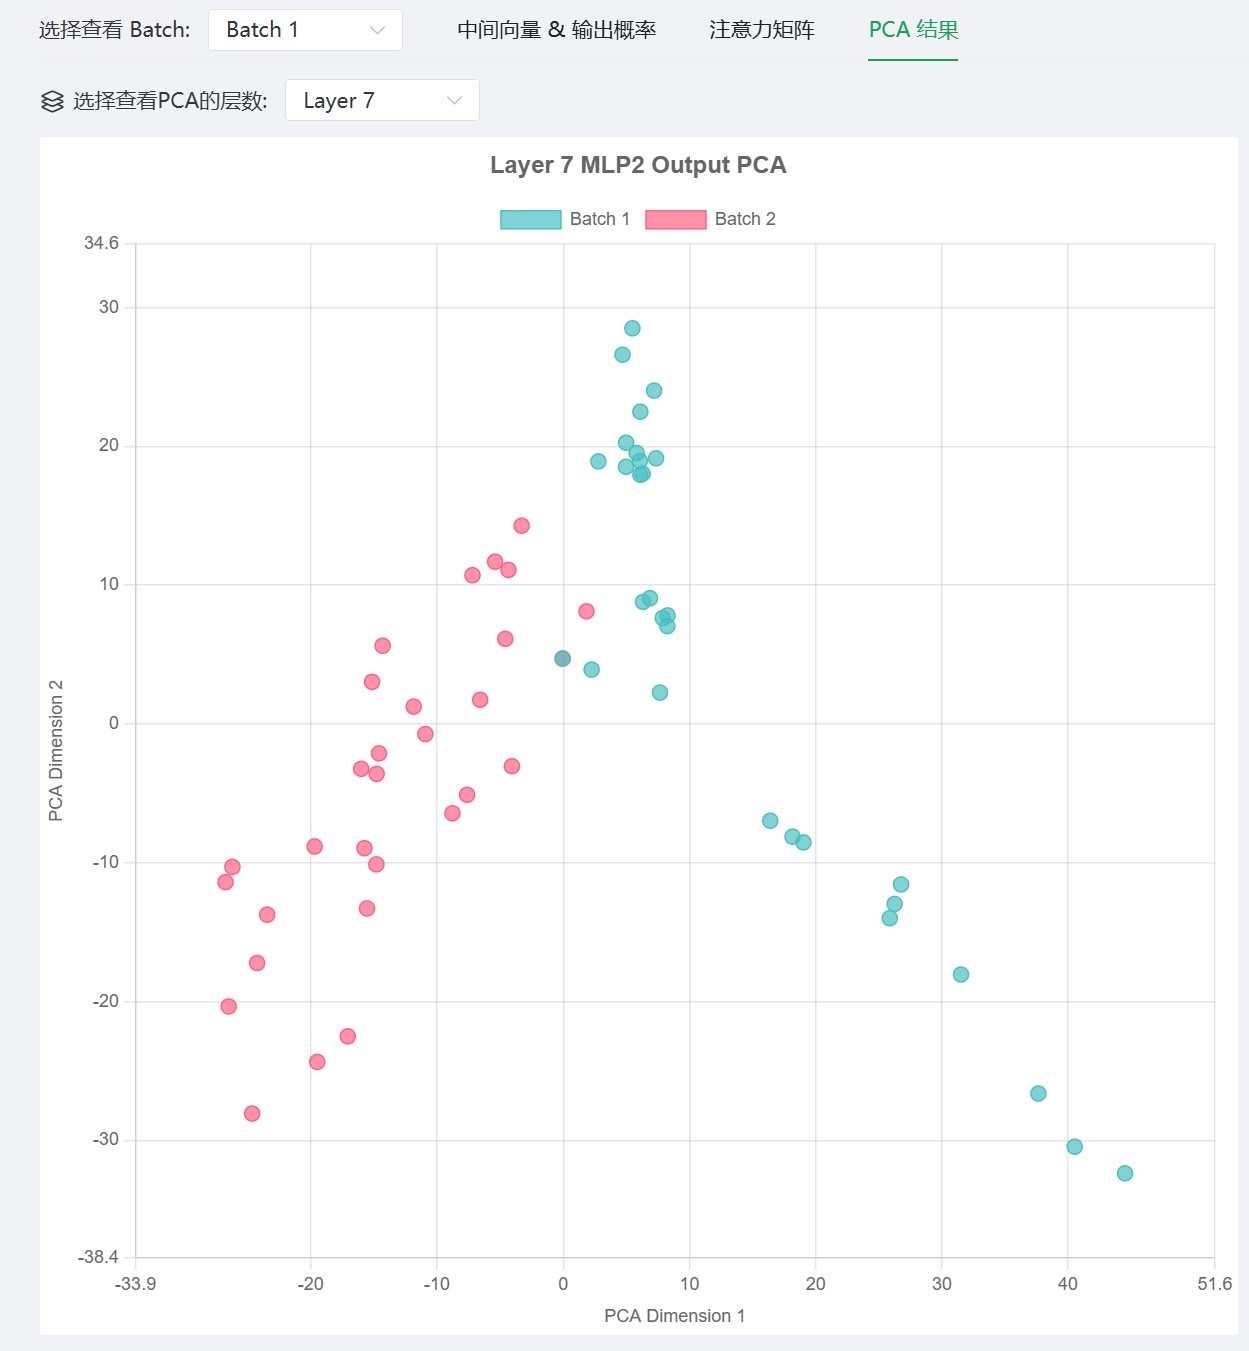 选择查看 Batch: Batch 1 中间向量 & 输出概率 注意力矩阵 PCA 结果
选择查看PCA的层数: Layer 7
Layer 7 MLP2 Output PCA
Batch 1 Batch 2
34.6
30
20
10
0
-10
-20
-30
-38.4
PCA Dimension 2
-33.9 -20 -10 0 10 20 30 40 51.6
PCA Dimension 1